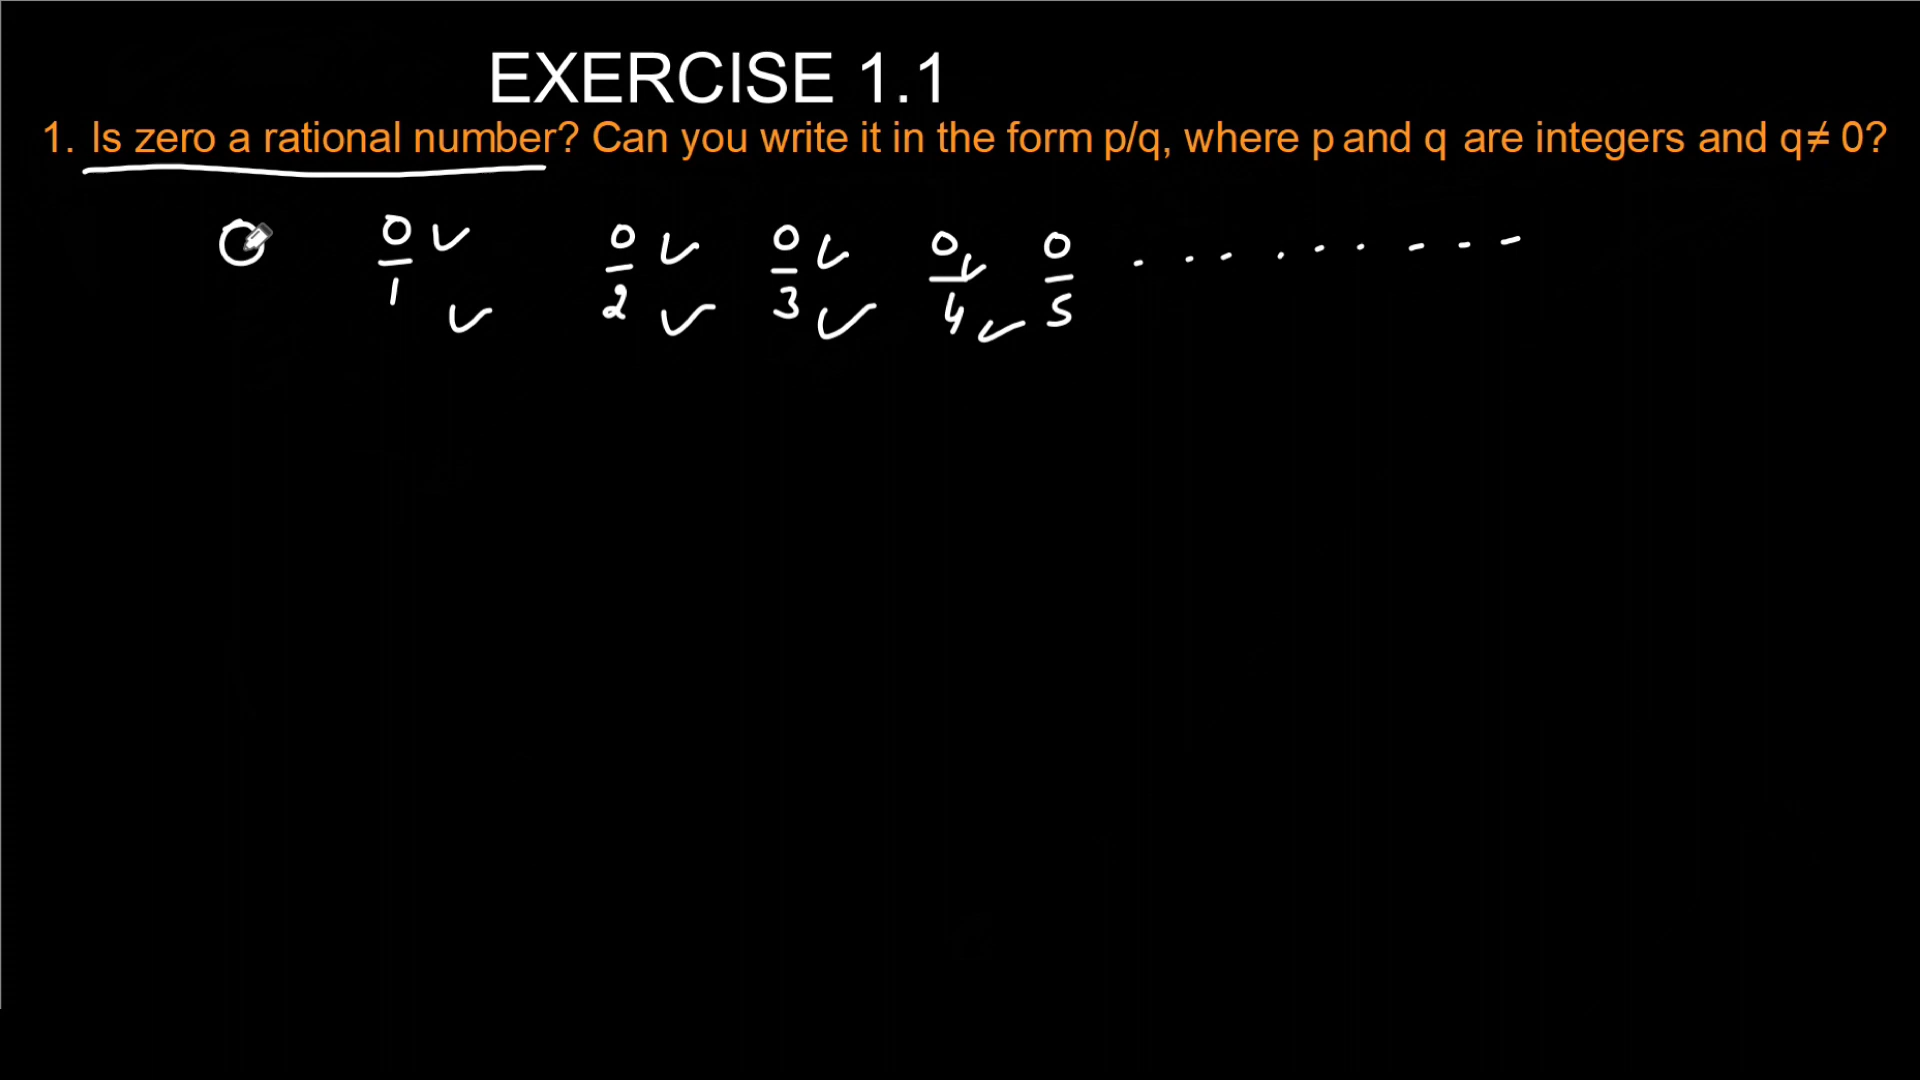 EXERCISE 1.1
1. Is zero a rational number? Can you write it in the form p/q, where p and q are integers and q≠ 0?
0 0/1 ✓ ✓ 0/2 ✓ ✓ 0/3 ✓ ✓ 0/4 ✓ ✓ 0/5 . . . . . . - - -